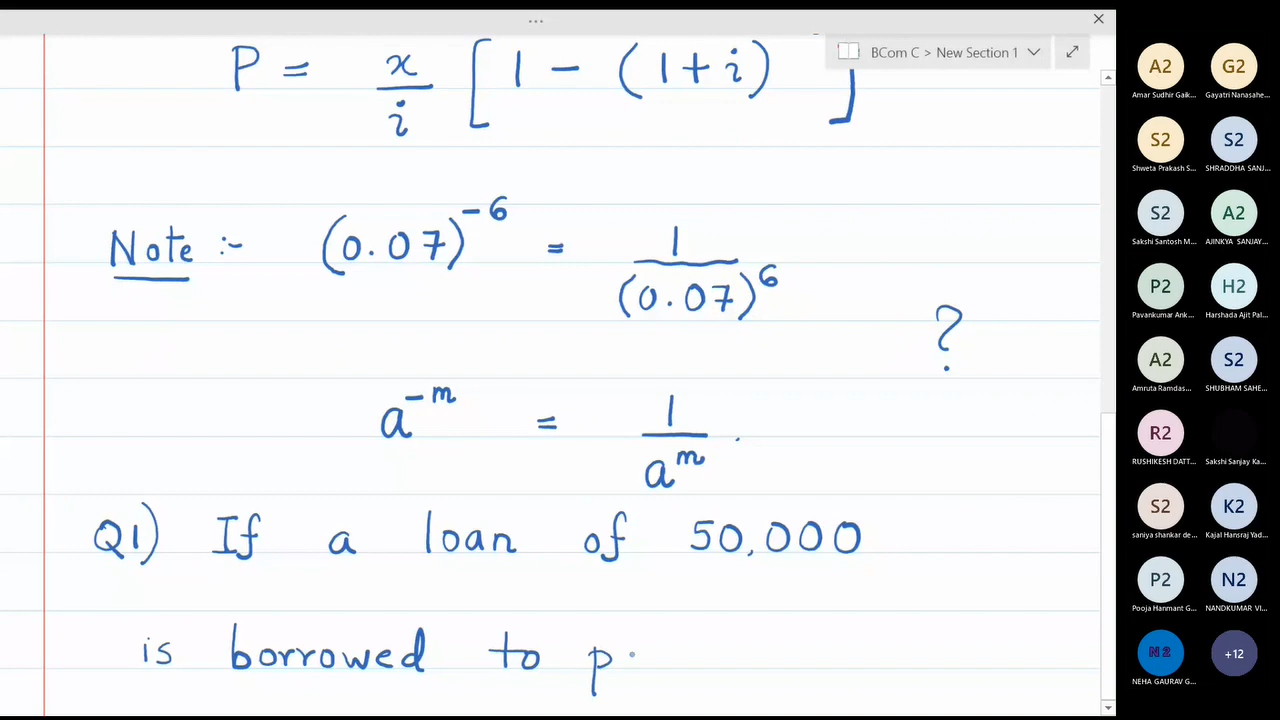 BCom C > New Section 1
P = x/i [1 - (1+i) ]
Note :- (0.07)^-6 = 1/(0.07)^6
?
a^-m = 1/a^m .
Q1) If a loan of 50,000
is borrowed to p
A2 G2
Amar Sudhir Gaik... Gayatri Nanasahe...
S2 S2
Shweta Prakash S... SHRADDHA SANJ...
S2 A2
Sakshi Santosh M... AJINKYA SANJAY...
P2 H2
Pavankumar Ank... Harshada Ajit Pal...
A2 S2
Amruta Ramdas... SHUBHAM SAHE...
R2
RUSHIKESH DATT... Sakshi Sanjay Ka...
S2 K2
saniya shankar de... Kajal Hansraj Yad...
P2 N2
Pooja Hanmant G... NANDKUMAR VI...
N2 +12
NEHA GAURAV G...